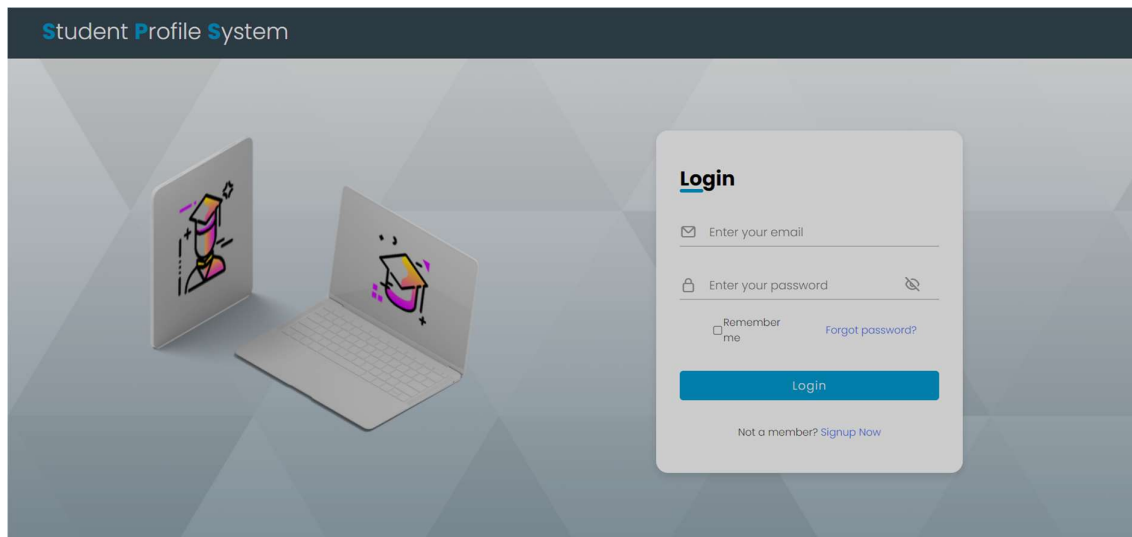 Student Profile System
Login
Enter your email
Enter your password
Remember me
Forgot password?
Login
Not a member? Signup Now